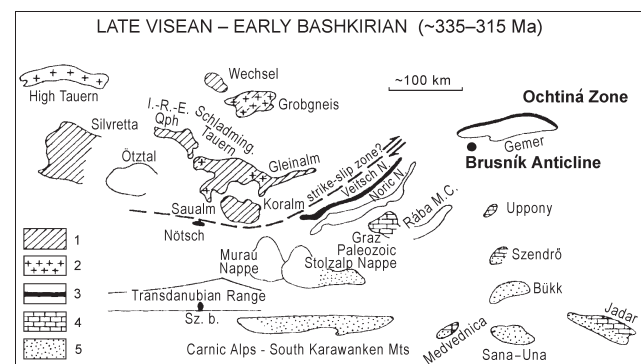 LATE VISEAN – EARLY BASHKIRIAN (~335–315 Ma)
High Tauern
Wechsel
Grobgneis
~100 km
Ochtiná Zone
Gemer
Brusník Anticline
Silvretta
I.-R.-E.
Qph
Schladming.
Tauern
Ötztal
Gleinalm
strike-slip zone?
Veitsch N
Noric N.
Rába M.C.
Saualm
Koralm
Nötsch
Graz
Paleozoic
Uppony
Murau
Nappe
Stolzalp Nappe
Szendrő
Bükk
Transdanubian Range
Sz. b.
Carnic Alps - South Karawanken Mts
Medvednica
Sana–Una
Jadar
1
2
3
4
5